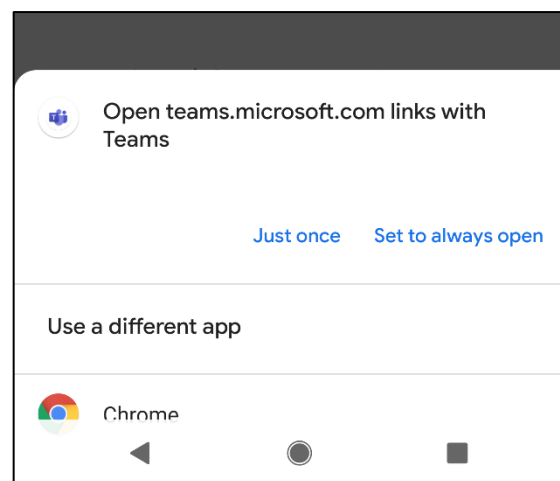 Open teams.microsoft.com links with
Teams
Just once
Set to always open
Use a different app
Chrome